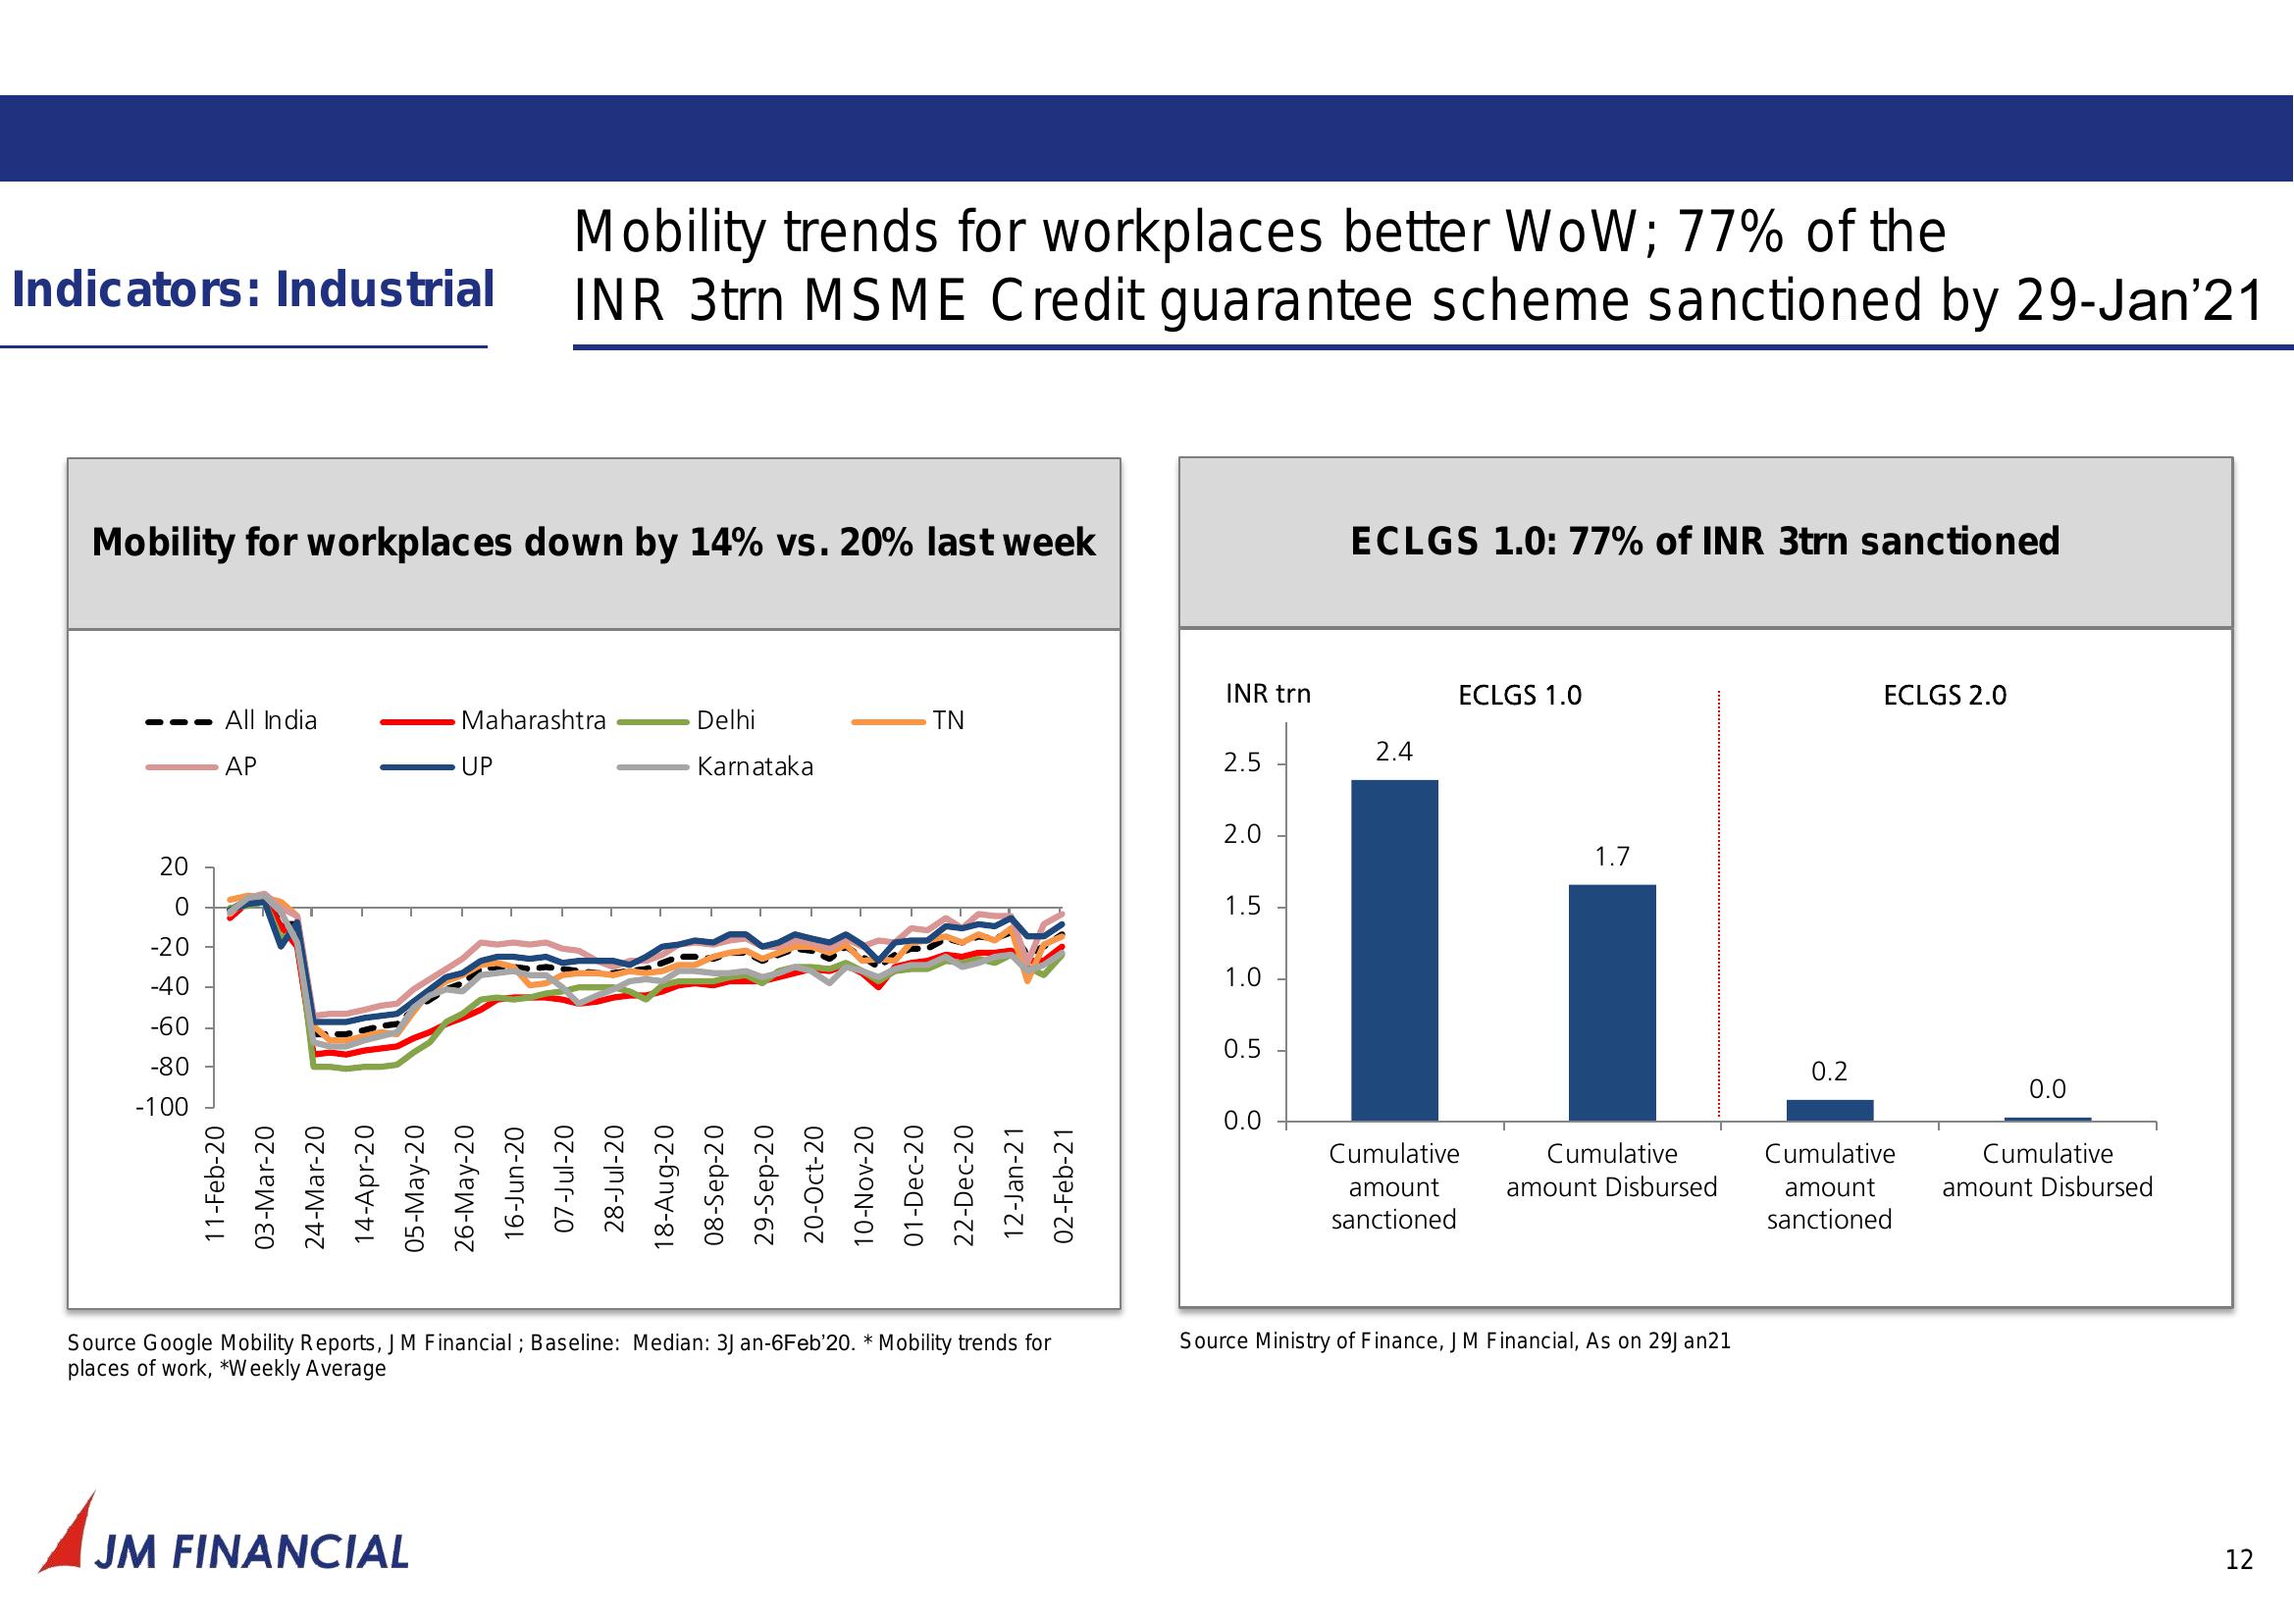 Indicators: Industrial
Mobility trends for workplaces better WoW; 77% of the
INR 3trn MSME Credit guarantee scheme sanctioned by 29-Jan’21
Mobility for workplaces down by 14% vs. 20% last week
All India
Maharashtra
Delhi
TN
AP
UP
Karnataka
20
0
-20
-40
-60
-80
-100
11-Feb-20
03-Mar-20
24-Mar-20
14-Apr-20
05-May-20
26-May-20
16-Jun-20
07-Jul-20
28-Jul-20
18-Aug-20
08-Sep-20
29-Sep-20
20-Oct-20
10-Nov-20
01-Dec-20
22-Dec-20
12-Jan-21
02-Feb-21
Source Google Mobility Reports, JM Financial ; Baseline: Median: 3Jan-6Feb’20. * Mobility trends for
places of work, *Weekly Average
ECLGS 1.0: 77% of INR 3trn sanctioned
INR trn
ECLGS 1.0
ECLGS 2.0
2.5
2.0
1.5
1.0
0.5
0.0
2.4
1.7
0.2
0.0
Cumulative
amount
sanctioned
Cumulative
amount Disbursed
Cumulative
amount
sanctioned
Cumulative
amount Disbursed
Source Ministry of Finance, JM Financial, As on 29Jan21
JM FINANCIAL
12